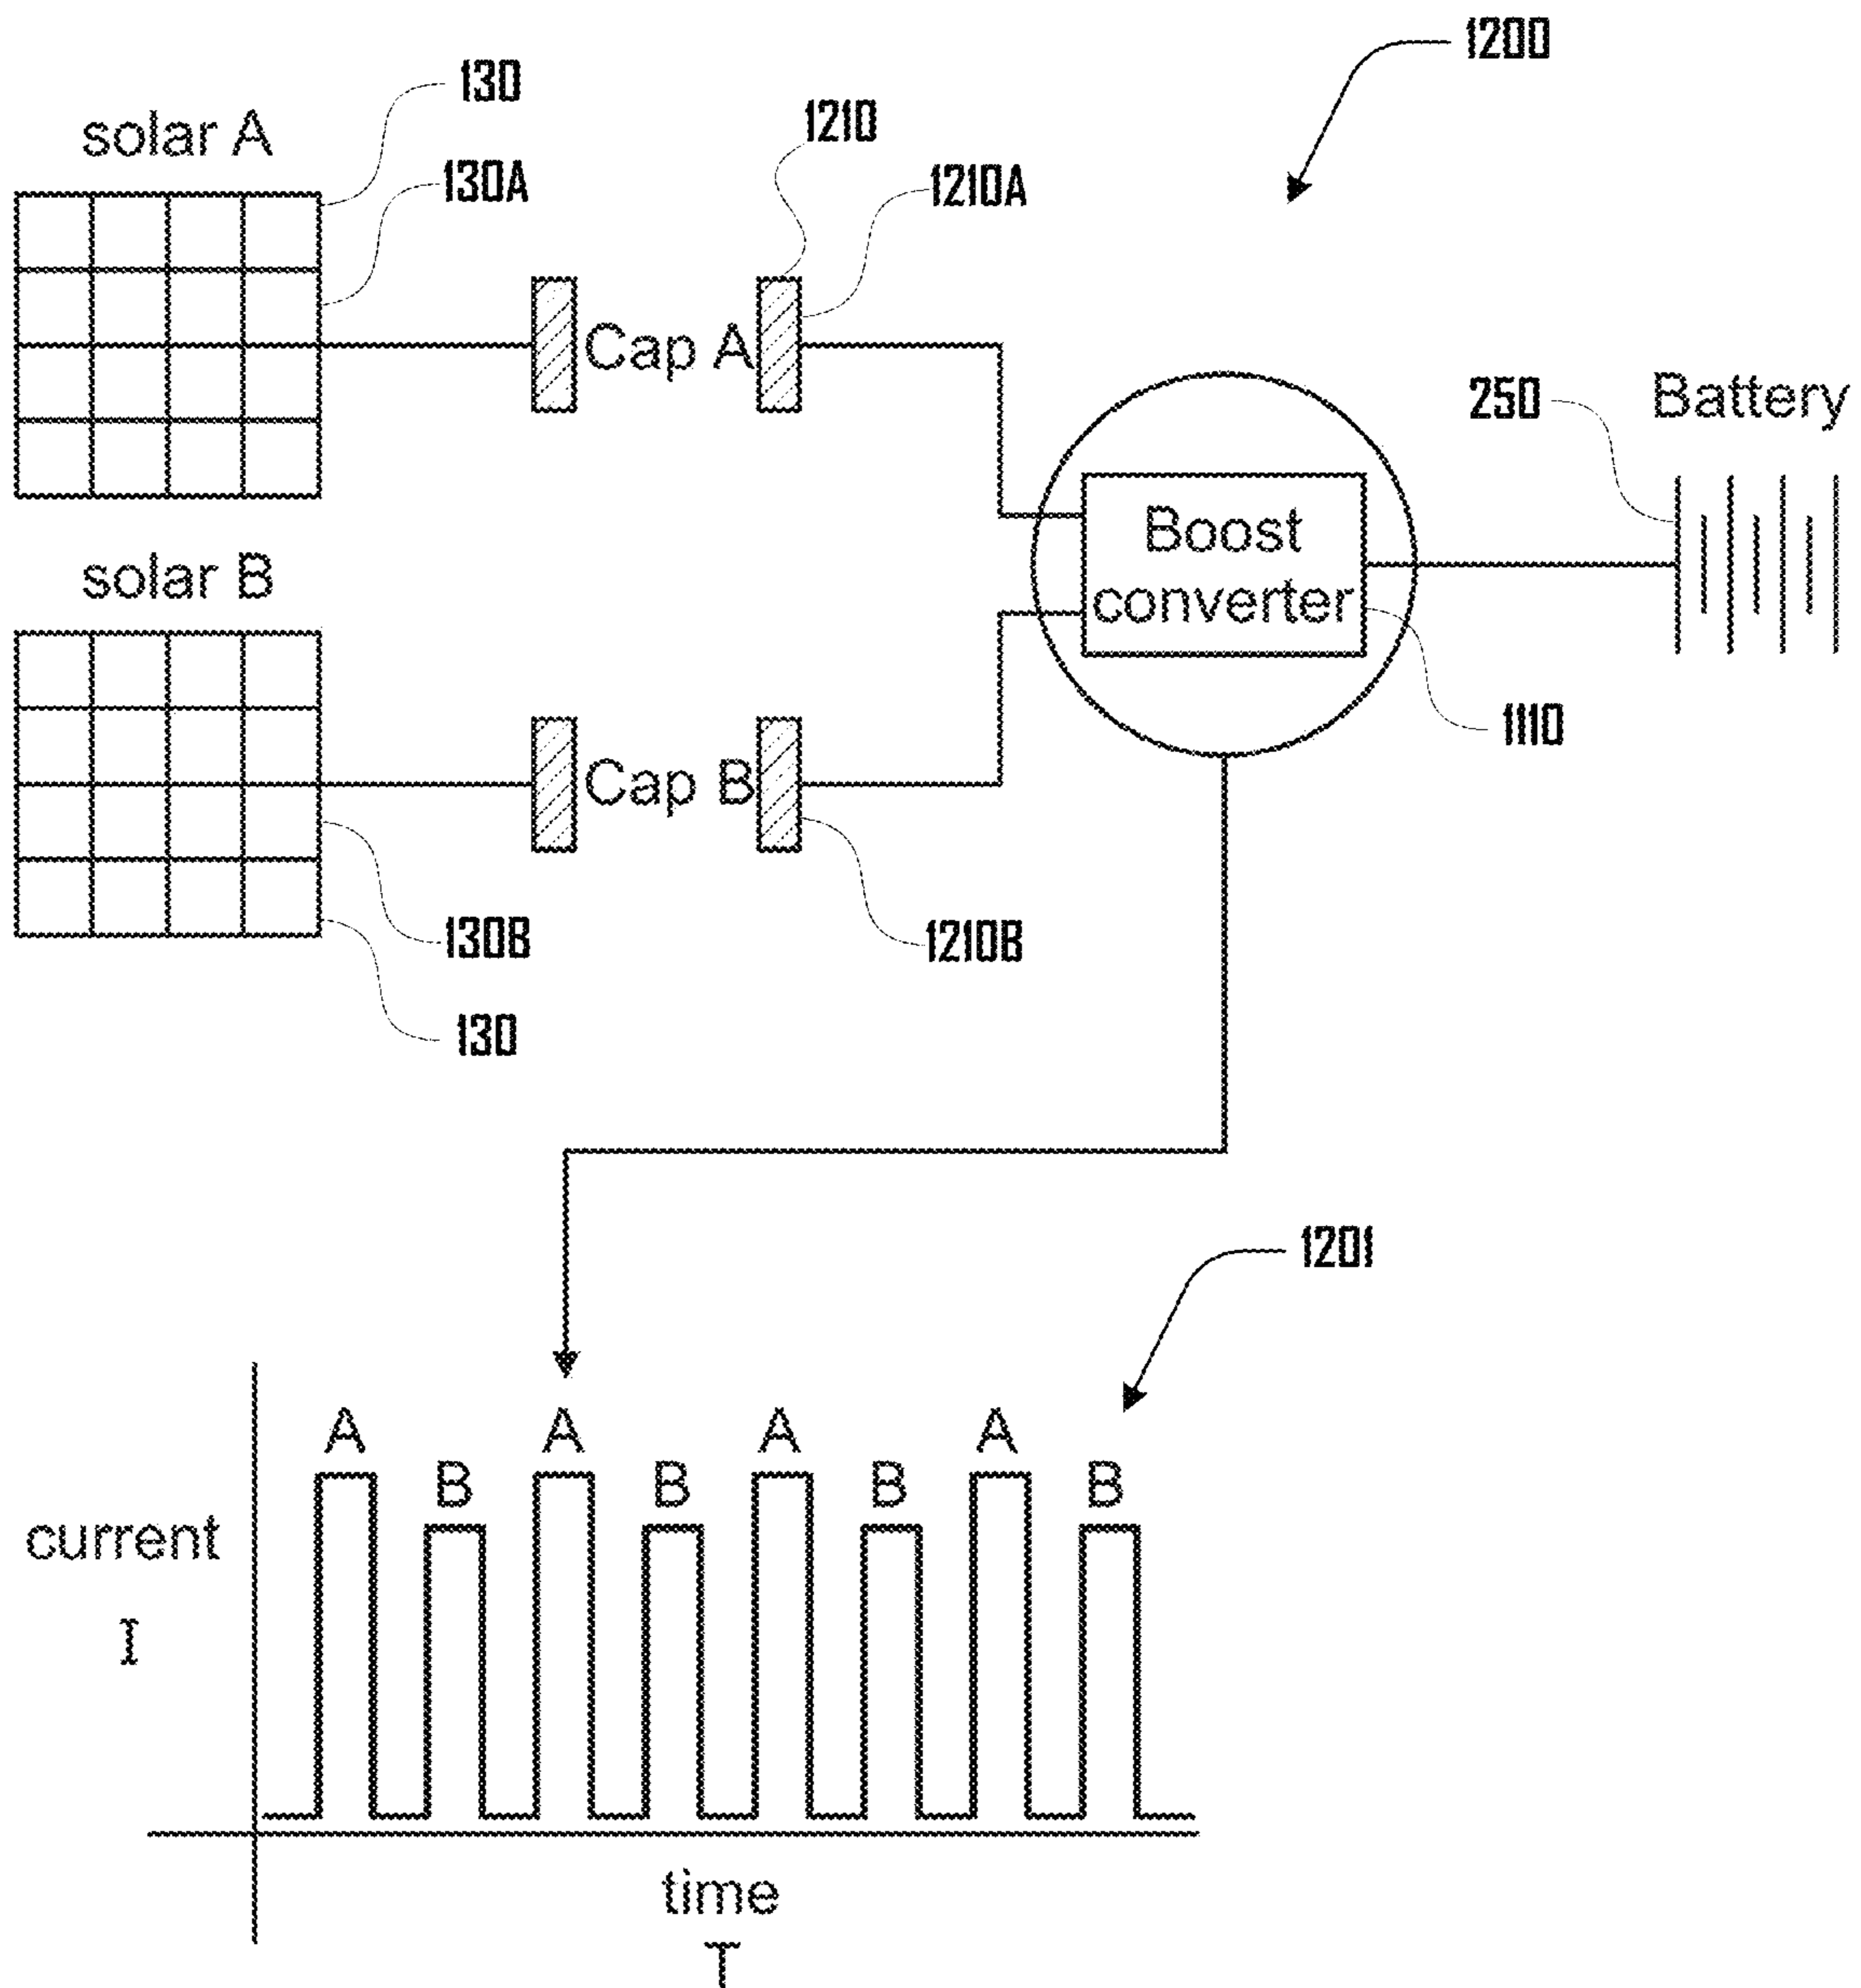 1200
130
solar A
1210
130A
1210A
Cap A
250
Battery
Boost
converter
solar B
1110
Cap B
130B
1210B
130
1201
A
A
A
A
B
B
B
B
current
I
time
T